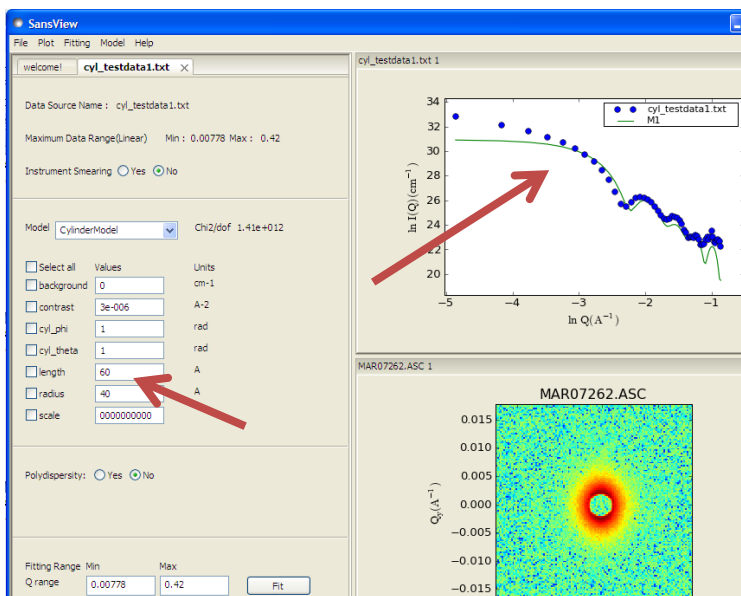 SansView
File Plot Fitting Model Help
welcome! cyl_testdata1.txt
Data Source Name : cyl_testdata1.txt
Maximum Data Range(Linear) Min : 0.00778 Max : 0.42
Instrument Smearing Yes No
Model CylinderModel Chi2/dof 1.41e+012
Select all Values Units
background 0 cm-1
contrast 3e-006 A-2
cyl_phi 1 rad
cyl_theta 1 rad
length 60 A
radius 40 A
scale 0000000000
Polydispersity: Yes No
Fitting Range Min Max
Q range 0.00778 0.42 Fit
cyl_testdata1.txt 1
34
32
30
28
26
24
22
20
ln I(Q)(cm⁻¹)
cyl_testdata1.txt
M1
−5 −4 −3 −2 −1
ln Q(A⁻¹)
MAR07262.ASC 1
MAR07262.ASC
0.015
0.010
0.005
0.000
−0.005
−0.010
−0.015
Qy(A⁻¹)